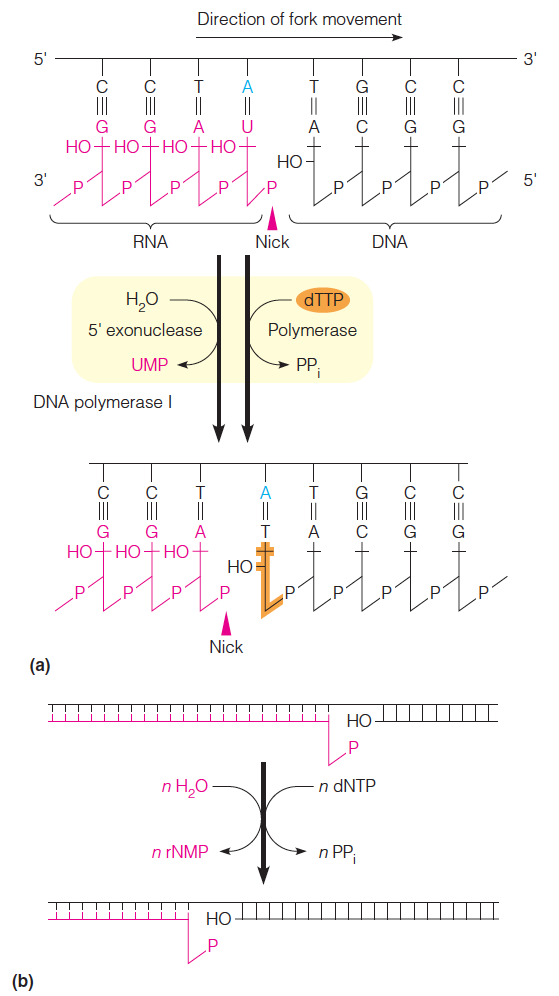 Direction of fork movement
5' 3'
C C T A T G C C
G G A U A C G G
HO HO HO HO HO
3' P P P P P P P P P 5'
RNA Nick DNA
H2O dTTP
5' exonuclease Polymerase
UMP PPi
DNA polymerase I
C C T A T G C C
G G A T A C G G
HO HO HO HO
P P P P P P P P P
Nick
(a)
HO
P
n H2O n dNTP
n rNMP n PPi
HO
P
(b)